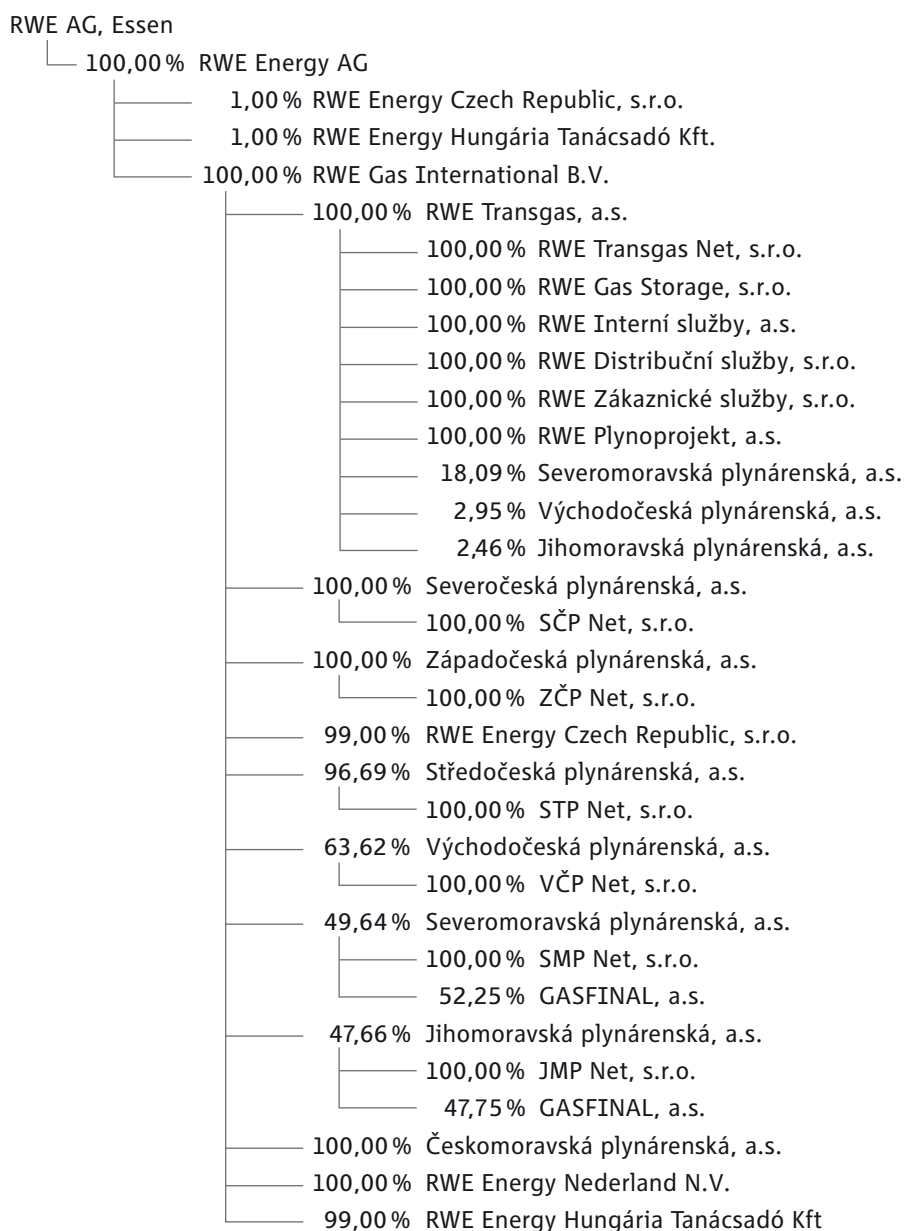 RWE AG, Essen
100,00 % RWE Energy AG
1,00 % RWE Energy Czech Republic, s.r.o.
1,00 % RWE Energy Hungária Tanácsadó Kft.
100,00 % RWE Gas International B.V.
100,00 % RWE Transgas, a.s.
100,00 % RWE Transgas Net, s.r.o.
100,00 % RWE Gas Storage, s.r.o.
100,00 % RWE Interní služby, a.s.
100,00 % RWE Distribuční služby, s.r.o.
100,00 % RWE Zákaznické služby, s.r.o.
100,00 % RWE Plynoprojekt, a.s.
18,09 % Severomoravská plynárenská, a.s.
2,95 % Východočeská plynárenská, a.s.
2,46 % Jihomoravská plynárenská, a.s.
100,00 % Severočeská plynárenská, a.s.
100,00 % SČP Net, s.r.o.
100,00 % Západočeská plynárenská, a.s.
100,00 % ZČP Net, s.r.o.
99,00 % RWE Energy Czech Republic, s.r.o.
96,69 % Středočeská plynárenská, a.s.
100,00 % STP Net, s.r.o.
63,62 % Východočeská plynárenská, a.s.
100,00 % VČP Net, s.r.o.
49,64 % Severomoravská plynárenská, a.s.
100,00 % SMP Net, s.r.o.
52,25 % GASFINAL, a.s.
47,66 % Jihomoravská plynárenská, a.s.
100,00 % JMP Net, s.r.o.
47,75 % GASFINAL, a.s.
100,00 % Českomoravská plynárenská, a.s.
100,00 % RWE Energy Nederland N.V.
99,00 % RWE Energy Hungária Tanácsadó Kft